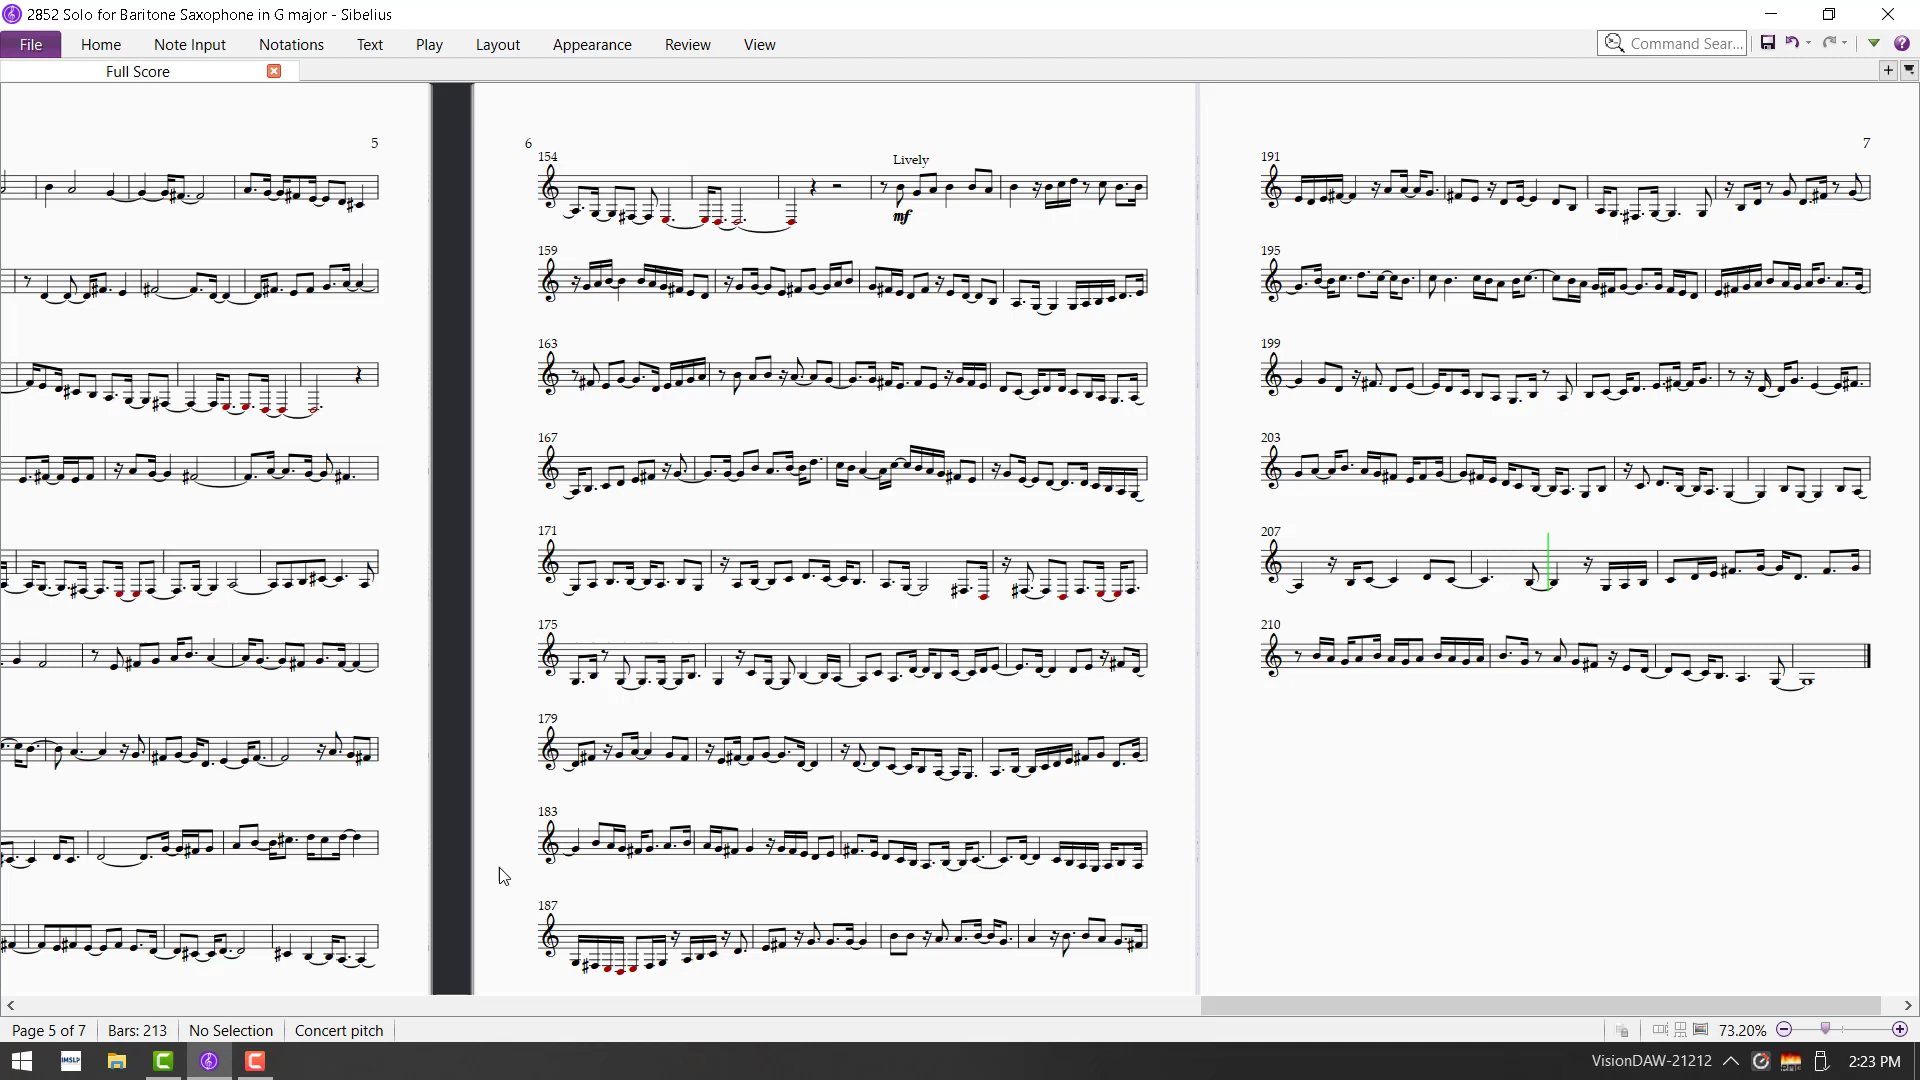 2852 Solo for Baritone Saxophone in G major - Sibelius
File Home Note Input Notations Text Play Layout Appearance Review View
Command Sear...
Full Score
5
6
154
Lively
mf
159
163
167
171
175
179
183
187
7
191
195
199
203
207
210
Page 5 of 7 Bars: 213 No Selection Concert pitch
73.20%
IMSLP
VisionDAW-21212
2:23 PM